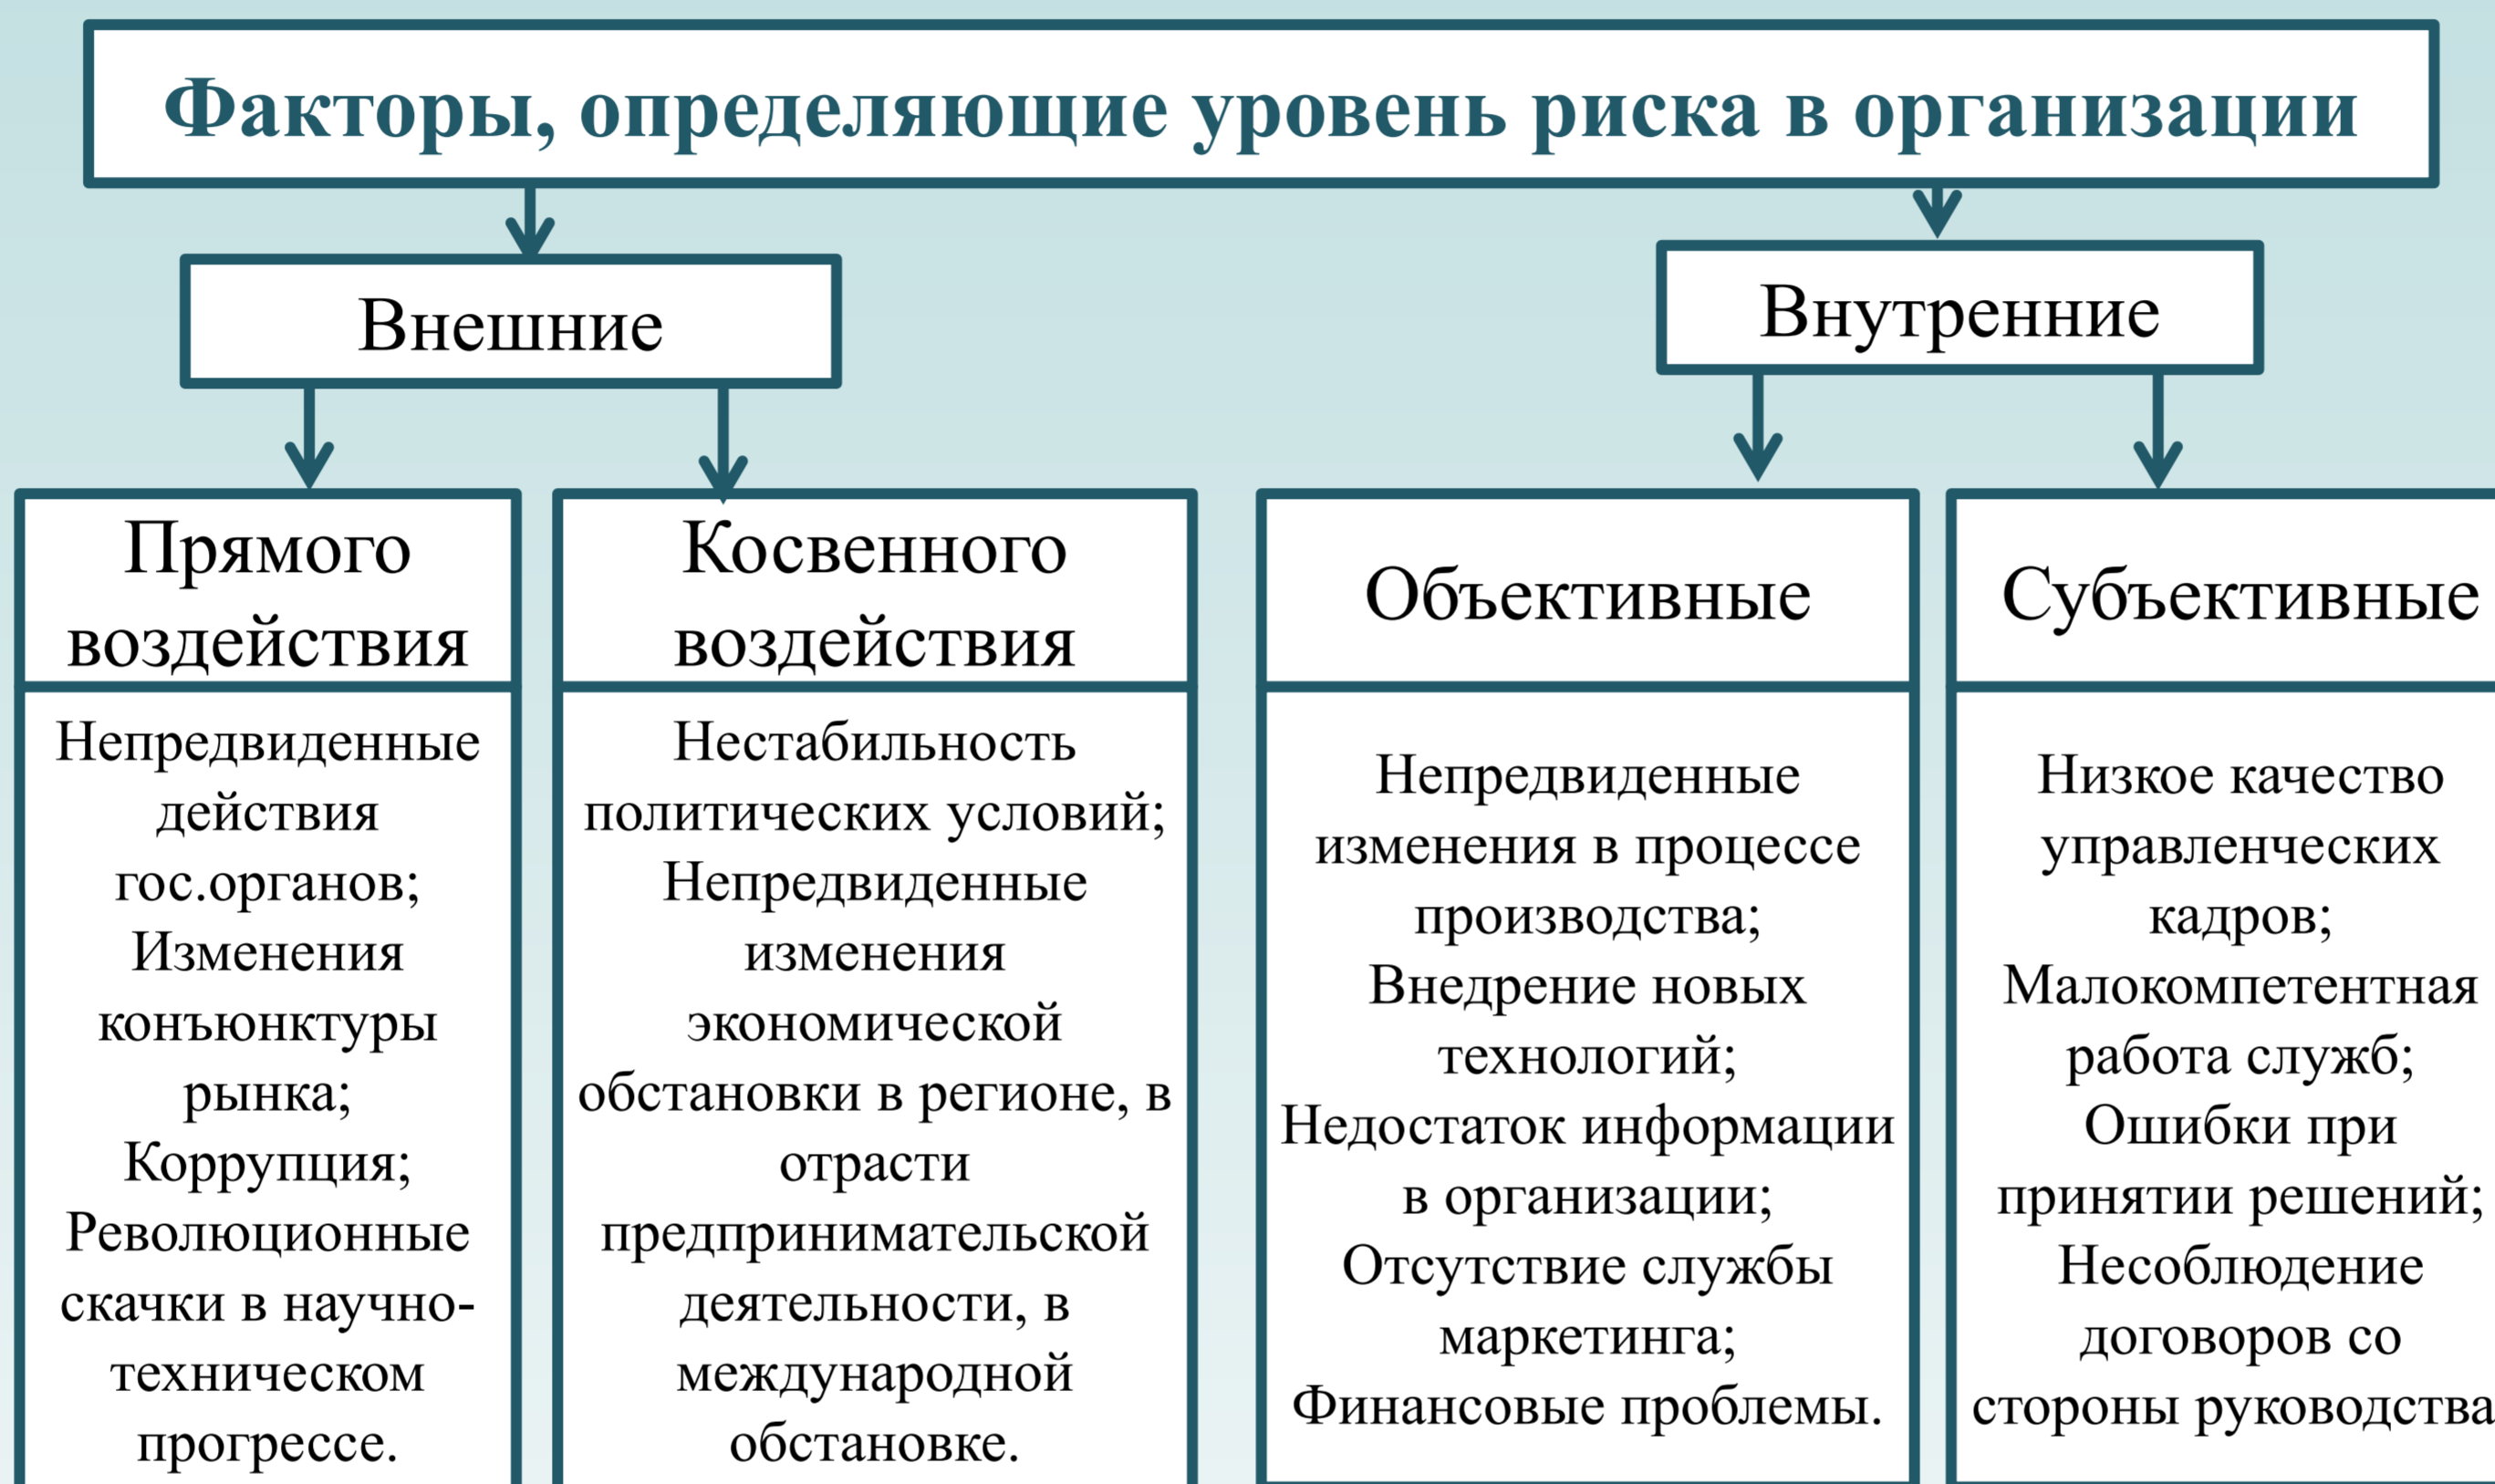 Факторы, определяющие уровень риска в организации
Внешние
Внутренние
Прямого
воздействия
Непредвиденные
действия
гос.органов;
Изменения
конъюнктуры
рынка;
Коррупция;
Революционные
скачки в научно-
техническом
прогрессе.
Косвенного
воздействия
Нестабильность
политических условий;
Непредвиденные
изменения
экономической
обстановки в регионе, в
отрасти
предпринимательской
деятельности, в
международной
обстановке.
Объективные
Непредвиденные
изменения в процессе
производства;
Внедрение новых
технологий;
Недостаток информации
в организации;
Отсутствие службы
маркетинга;
Финансовые проблемы.
Субъективные
Низкое качество
управленческих
кадров;
Малокомпетентная
работа служб;
Ошибки при
принятии решений;
Несоблюдение
договоров со
стороны руководства